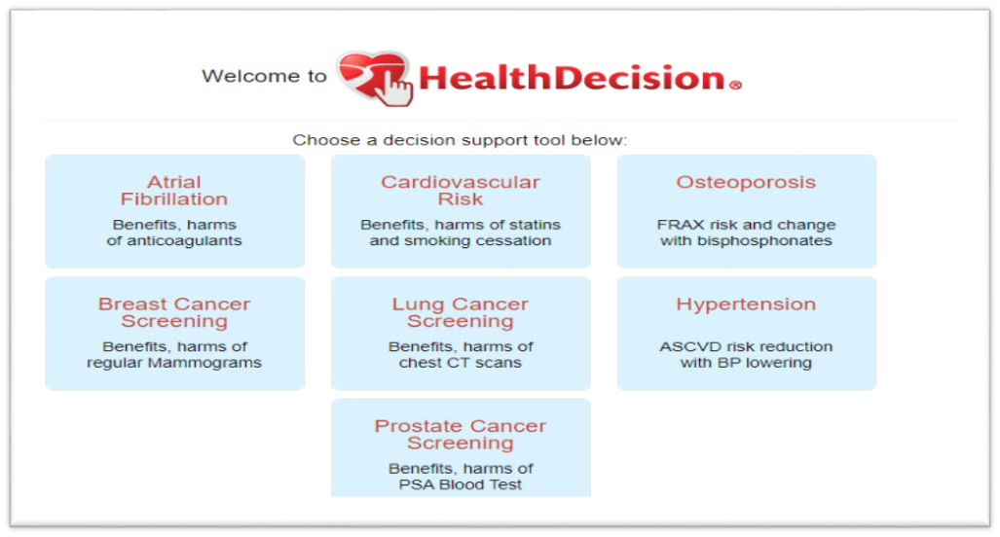 Welcome to HealthDecision®
Choose a decision support tool below:
Atrial
Fibrillation
Benefits, harms
of anticoagulants
Cardiovascular
Risk
Benefits, harms of statins
and smoking cessation
Osteoporosis
FRAX risk and change
with bisphosphonates
Breast Cancer
Screening
Benefits, harms of
regular Mammograms
Lung Cancer
Screening
Benefits, harms of
chest CT scans
Hypertension
ASCVD risk reduction
with BP lowering
Prostate Cancer
Screening
Benefits, harms of
PSA Blood Test